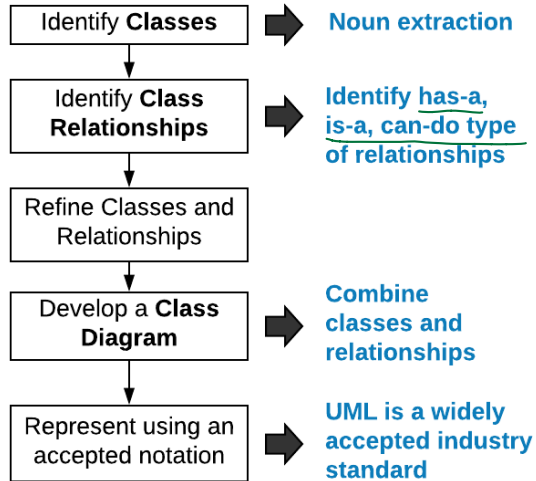 Identify Classes
Noun extraction
Identify Class
Relationships
Identify has-a,
is-a, can-do type
of relationships
Refine Classes and
Relationships
Develop a Class
Diagram
Combine
classes and
relationships
Represent using an
accepted notation
UML is a widely
accepted industry
standard